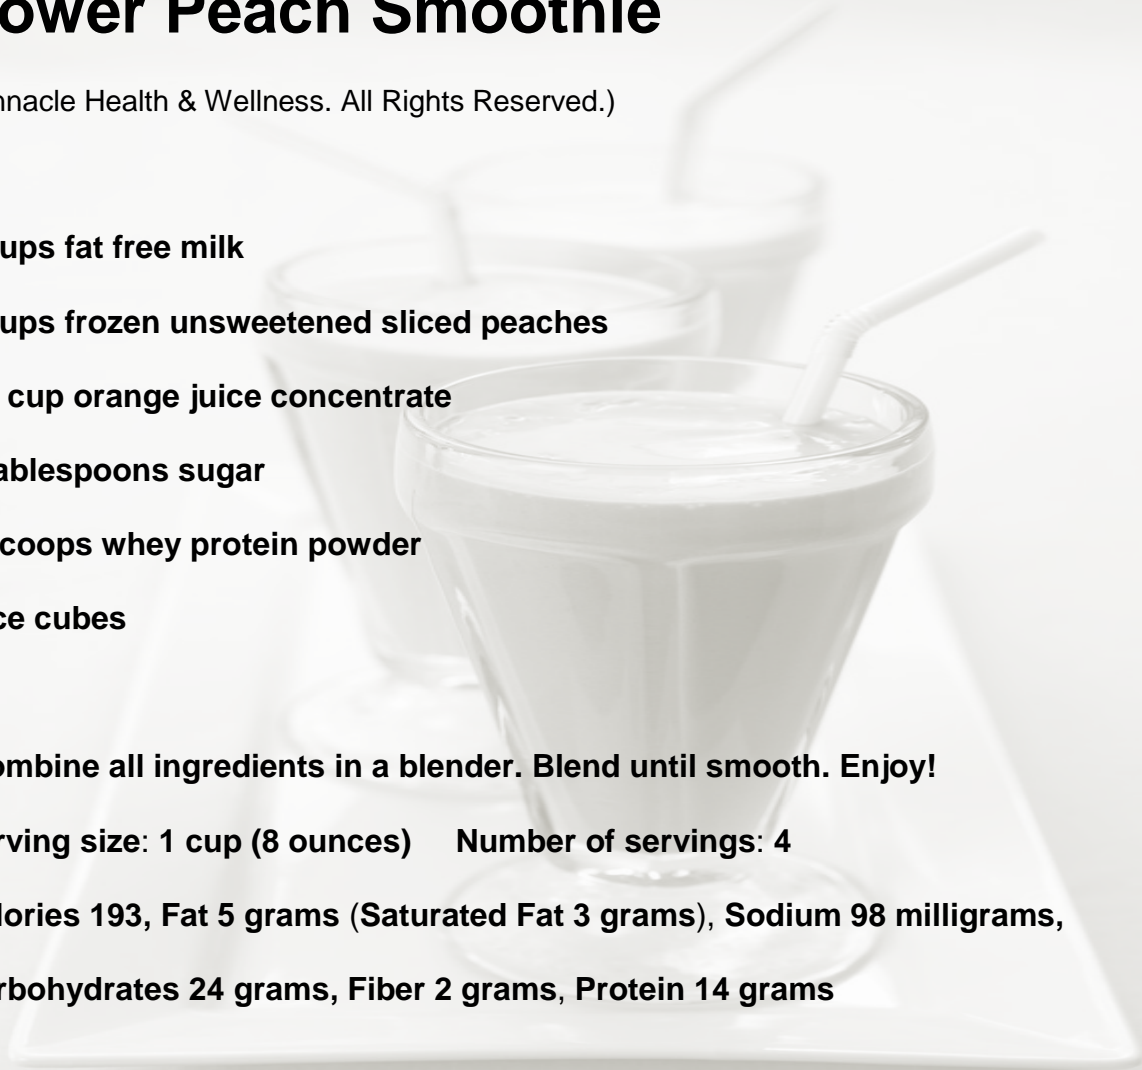 ower Peach Smoothie
nnacle Health & Wellness. All Rights Reserved.)
ups fat free milk
ups frozen unsweetened sliced peaches
cup orange juice concentrate
ablespoons sugar
coops whey protein powder
ce cubes
ombine all ingredients in a blender. Blend until smooth. Enjoy!
rving size: 1 cup (8 ounces) Number of servings: 4
lories 193, Fat 5 grams (Saturated Fat 3 grams), Sodium 98 milligrams,
rbohydrates 24 grams, Fiber 2 grams, Protein 14 grams